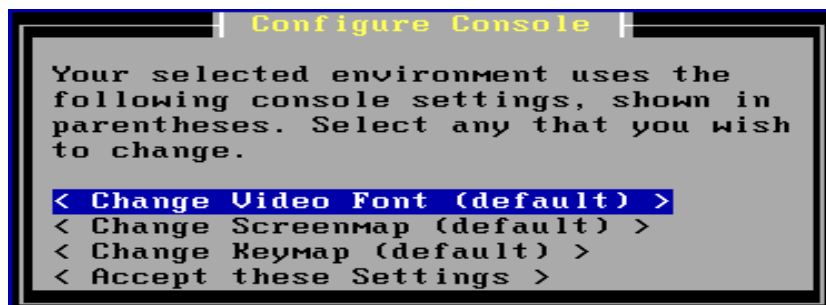 Configure Console
Your selected environment uses the
following console settings, shown in
parentheses. Select any that you wish
to change.
< Change Video Font (default) >
< Change Screenmap (default) >
< Change Keymap (default) >
< Accept these Settings >